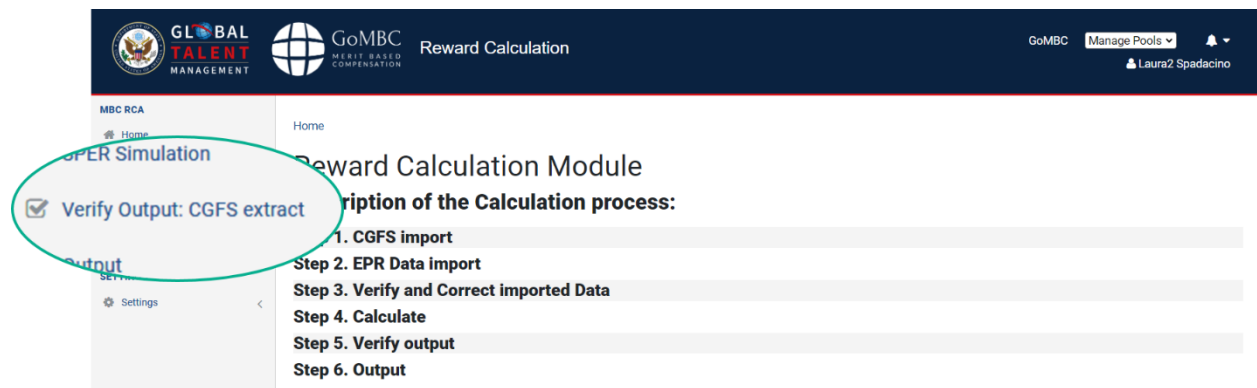 GLOBAL
TALENT
MANAGEMENT
GoMBC
MERIT BASED
COMPENSATION
Reward Calculation
GoMBC
Manage Pools
Laura2 Spadacino
MBC RCA
Home
Simulation
Verify Output: CGFS extract
Output
Settings
Home
Reward Calculation Module
ription of the Calculation process:
1. CGFS import
Step 2. EPR Data import
Step 3. Verify and Correct imported Data
Step 4. Calculate
Step 5. Verify output
Step 6. Output